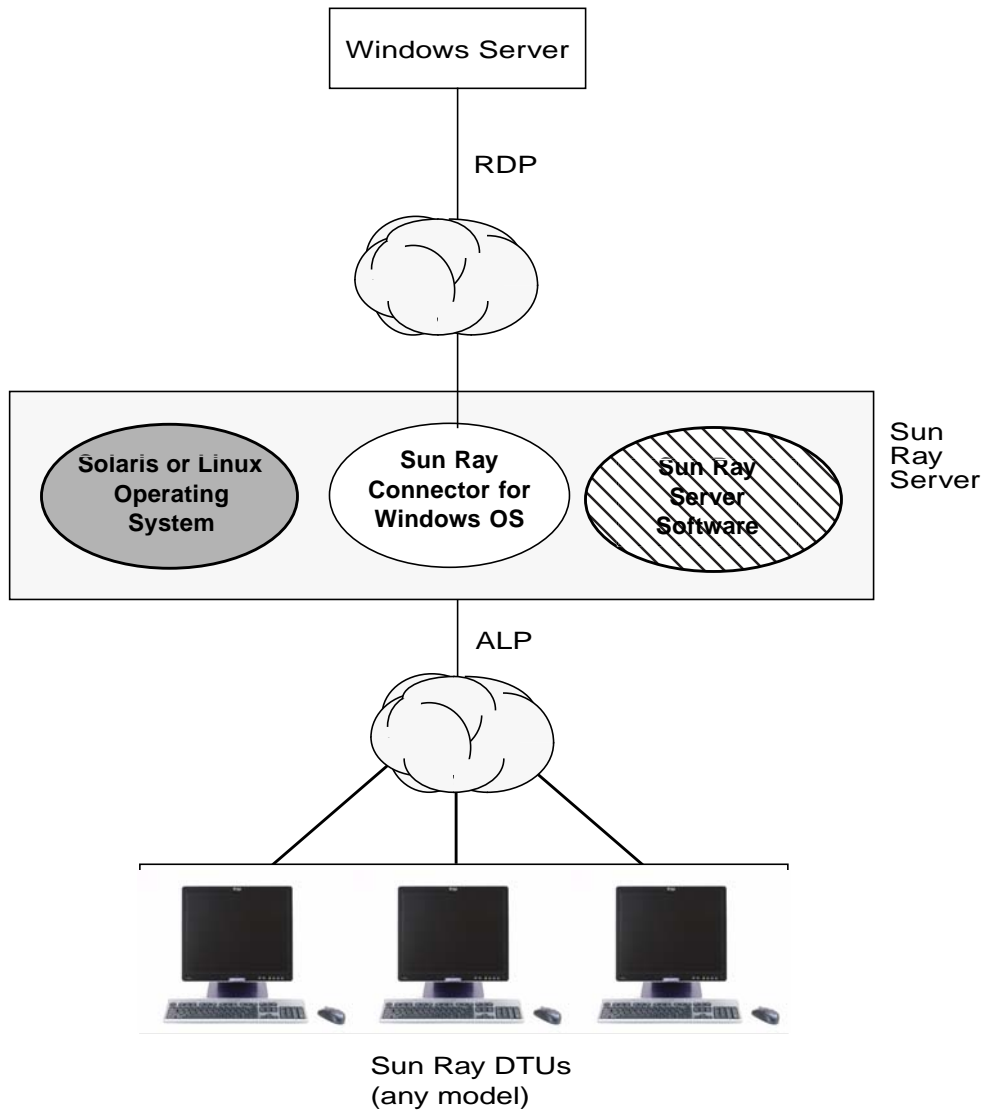 Windows Server
RDP
Solaris or Linux
Operating
System
Sun Ray
Connector for
Windows OS
Sun Ray
Server
Software
Sun
Ray
Server
ALP
Sun Ray DTUs
(any model)